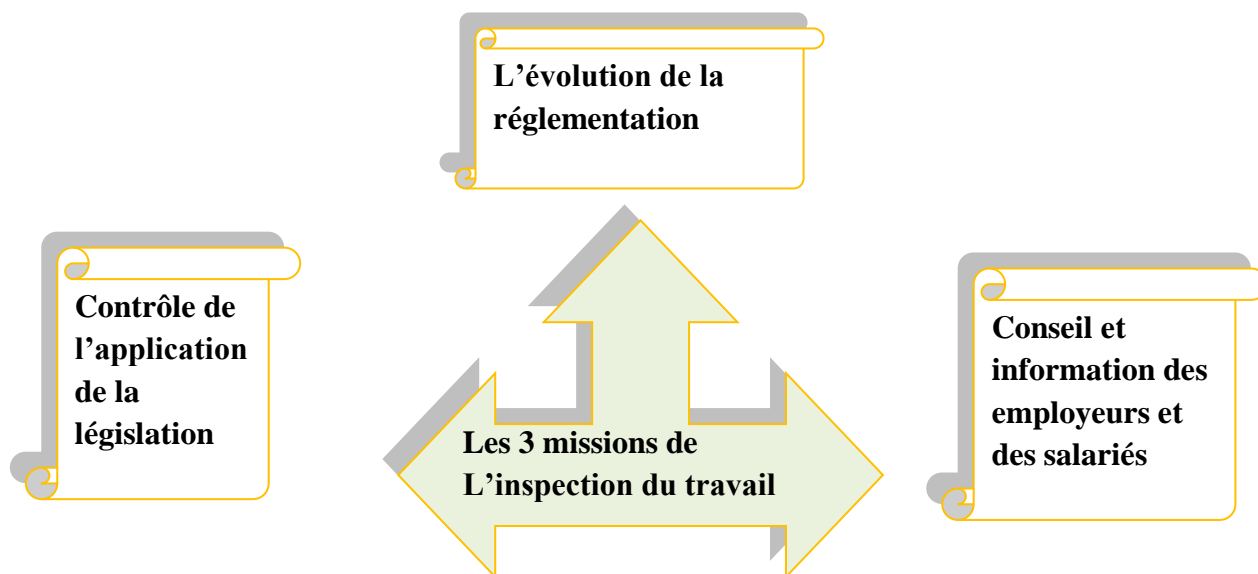 L’évolution de la
réglementation
Contrôle de
l’application
de la
législation
Conseil et
information des
employeurs et
des salariés
Les 3 missions de
L’inspection du travail